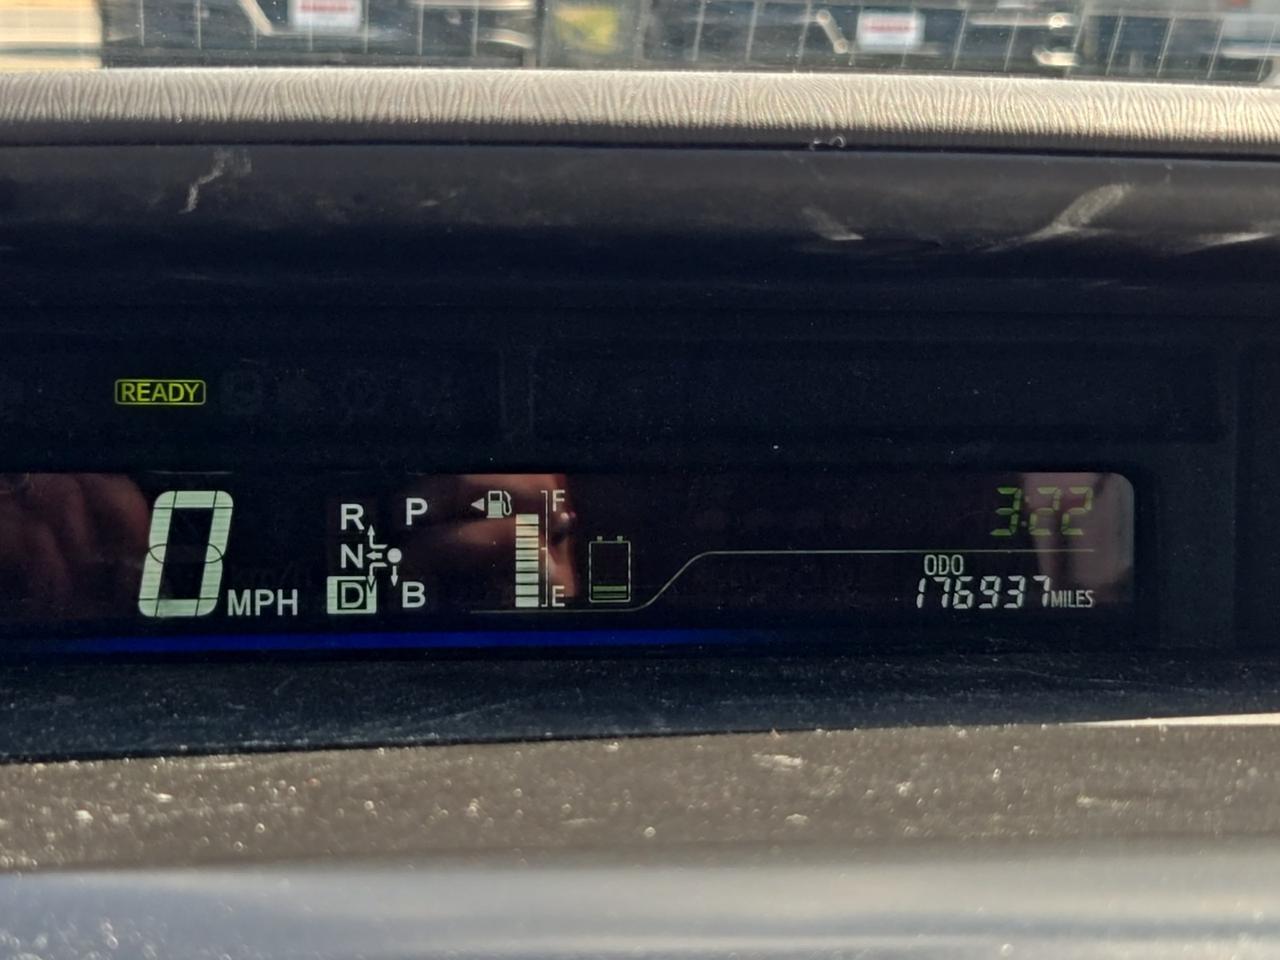 READY
0 MPH
R P
N
D B
F
E
3:22
ODO
176937 MILES